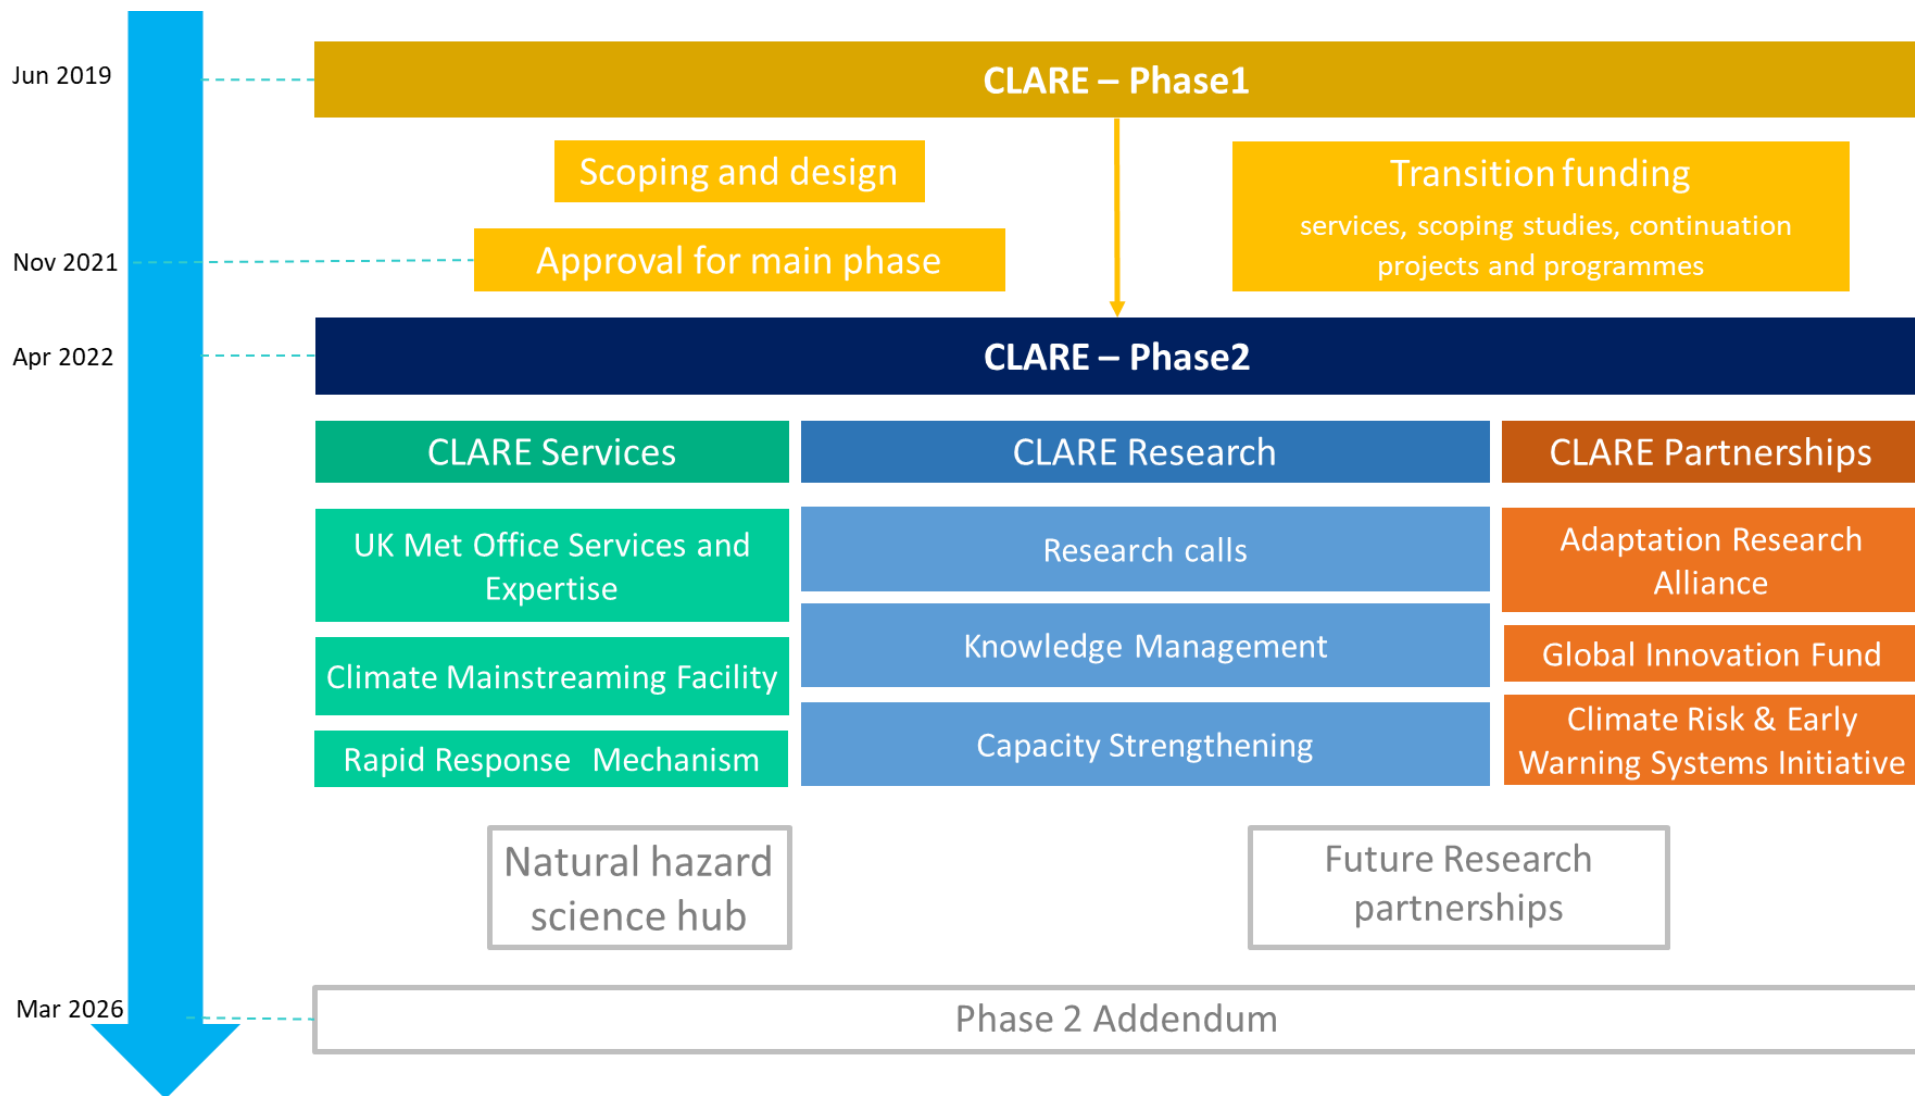 Jun 2019
CLARE – Phase1
Scoping and design
Transition funding
services, scoping studies, continuation
projects and programmes
Nov 2021
Approval for main phase
Apr 2022
CLARE – Phase2
CLARE Services
CLARE Research
CLARE Partnerships
UK Met Office Services and
Expertise
Climate Mainstreaming Facility
Rapid Response Mechanism
Research calls
Knowledge Management
Capacity Strengthening
Adaptation Research
Alliance
Global Innovation Fund
Climate Risk & Early
Warning Systems Initiative
Natural hazard
science hub
Future Research
partnerships
Mar 2026
Phase 2 Addendum